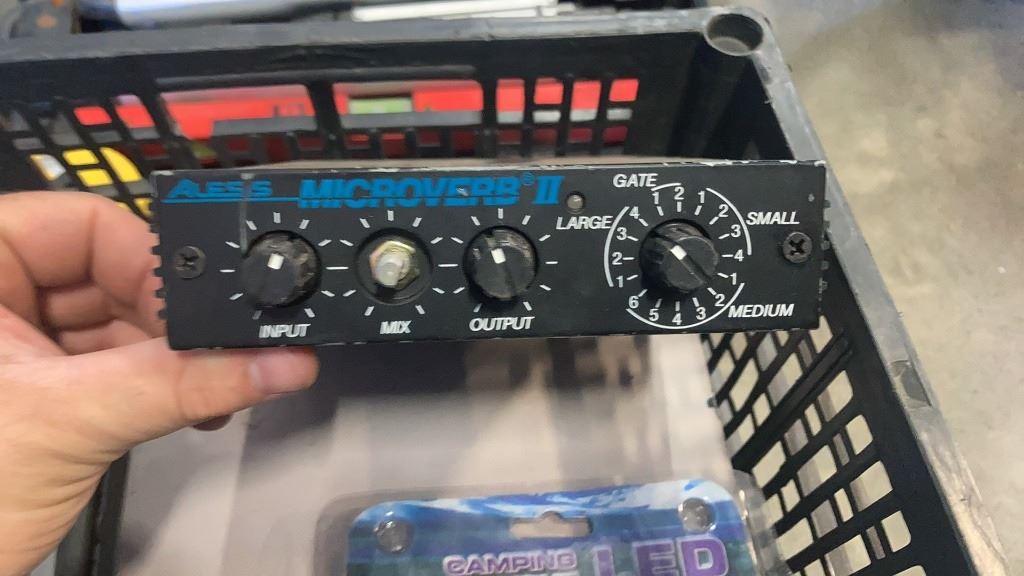 ALESIS MICROVERB® II
GATE
LARGE
SMALL
MEDIUM
1 2 1 2 3 4 1 2 3 4 5 6 1 2 3 4
INPUT
MIX
OUTPUT
CAMPING LED